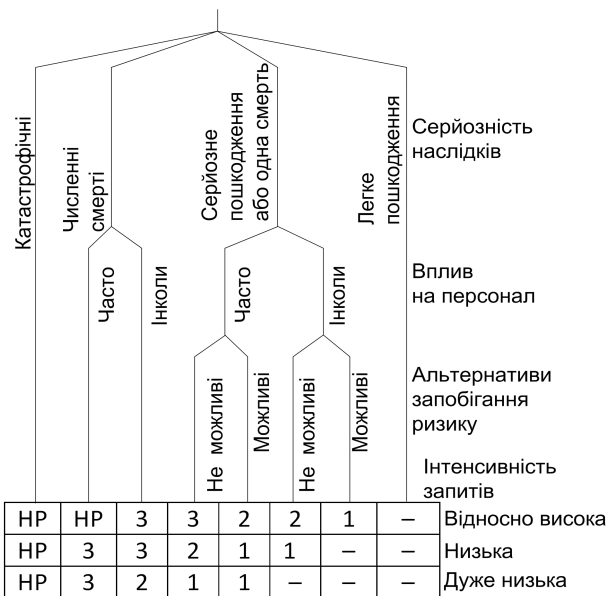 Катастрофічні
Численні
смерті
Серйозне
пошкодження
або одна смерть
Легке
пошкодження
Серйозність
наслідків
Часто
Інколи
Часто
Інколи
Вплив
на персонал
Не можливі
Можливі
Не можливі
Можливі
Альтернативи
запобігання
ризику
Інтенсивність
запитів
НР НР 3 3 2 2 1 – Відносно висока
НР 3 3 2 1 1 – – Низька
НР 3 2 1 1 – – – Дуже низька